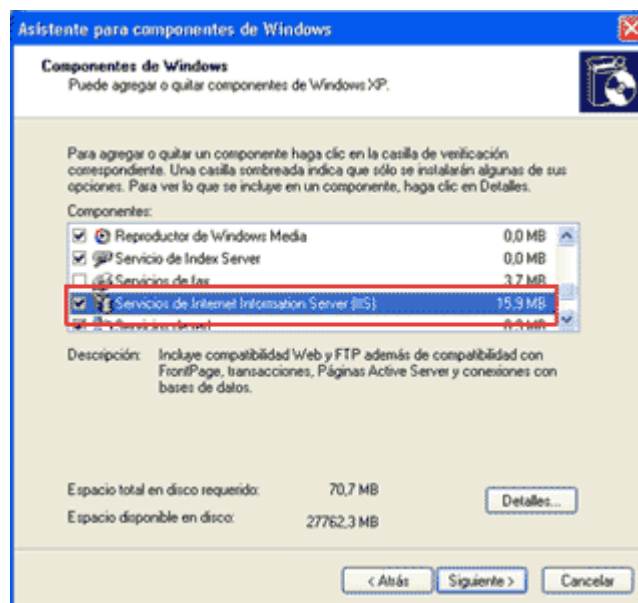 Asistente para componentes de Windows
Componentes de Windows
Puede agregar o quitar componentes de Windows XP.
Para agregar o quitar un componente haga clic en la casilla de verificación
correspondiente. Una casilla sombreada indica que sólo se instalarán algunas de sus
opciones. Para ver lo que se incluye en un componente, haga clic en Detalles.
Componentes:
Reproductor de Windows Media 0,0 MB
Servicio de Index Server 0,0 MB
Servicios de fax 3,7 MB
Servicios de Internet Information Server (IIS) 15,9 MB
Servicios de red 0,0 MB
Descripción: Incluye compatibilidad Web y FTP además de compatibilidad con
FrontPage, transacciones, Páginas Active Server y conexiones con
bases de datos.
Espacio total en disco requerido: 70,7 MB
Detalles...
Espacio disponible en disco: 27762,3 MB
< Atrás Siguiente > Cancelar